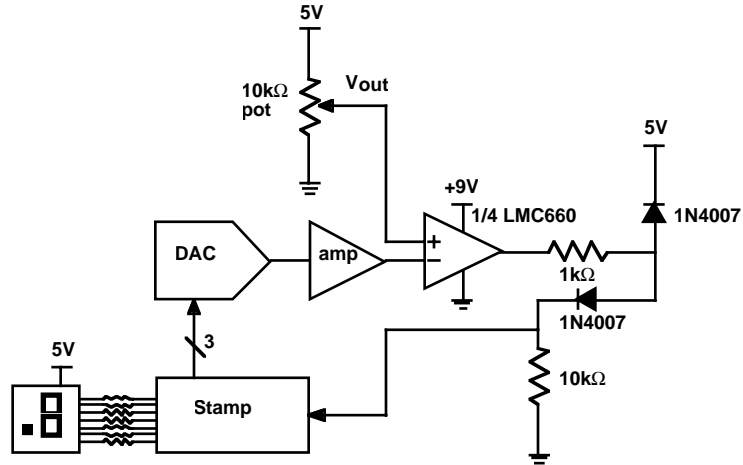 5V
10kΩ
pot
Vout
5V
+9V
1/4 LMC660
1N4007
DAC
amp
+
−
1kΩ
1N4007
3
5V
10kΩ
Stamp